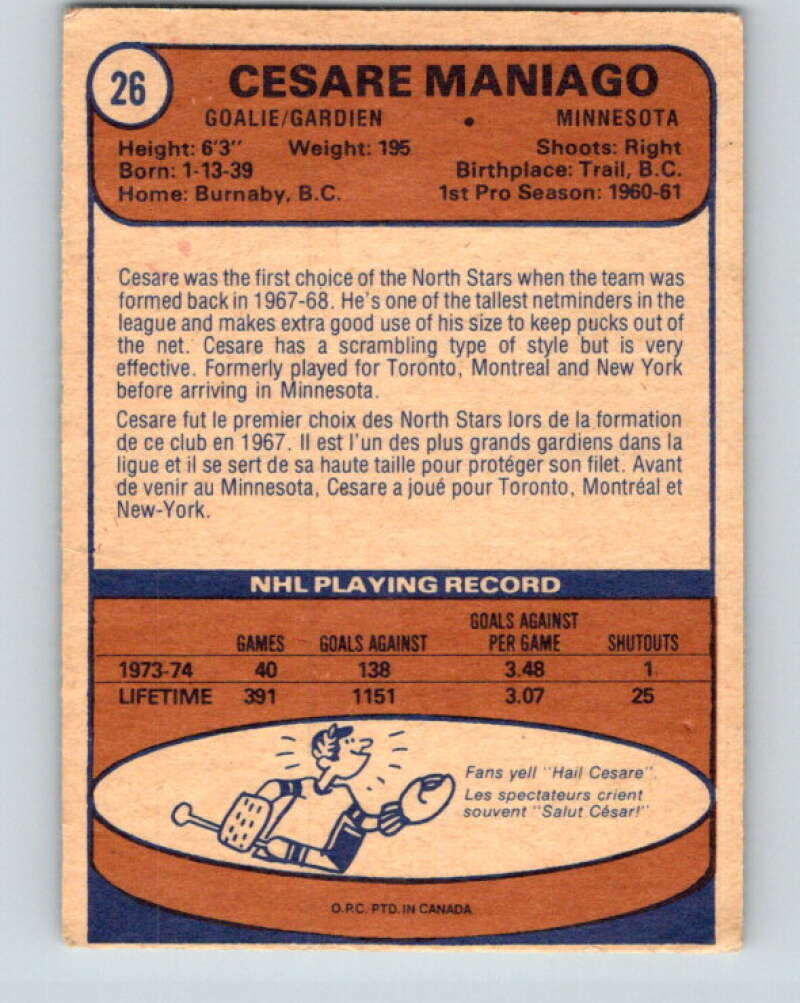 26
CESARE MANIAGO
GOALIE/GARDIEN • MINNESOTA
Height: 6'3" Weight: 195 Shoots: Right
Born: 1-13-39 Birthplace: Trail, B.C.
Home: Burnaby, B.C. 1st Pro Season: 1960-61
Cesare was the first choice of the North Stars when the team was
formed back in 1967-68. He's one of the tallest netminders in the
league and makes extra good use of his size to keep pucks out of
the net. Cesare has a scrambling type of style but is very
effective. Formerly played for Toronto, Montreal and New York
before arriving in Minnesota.
Cesare fut le premier choix des North Stars lors de la formation
de ce club en 1967. Il est l'un des plus grands gardiens dans la
ligue et il se sert de sa haute taille pour protéger son filet. Avant
de venir au Minnesota, Cesare a joué pour Toronto, Montréal et
New-York.
NHL PLAYING RECORD
GAMES GOALS AGAINST GOALS AGAINST PER GAME SHUTOUTS
1973-74 40 138 3.48 1
LIFETIME 391 1151 3.07 25
Fans yell "Hail Cesare".
Les spectateurs crient
souvent "Salut César!"
O.P.C. PTD. IN CANADA